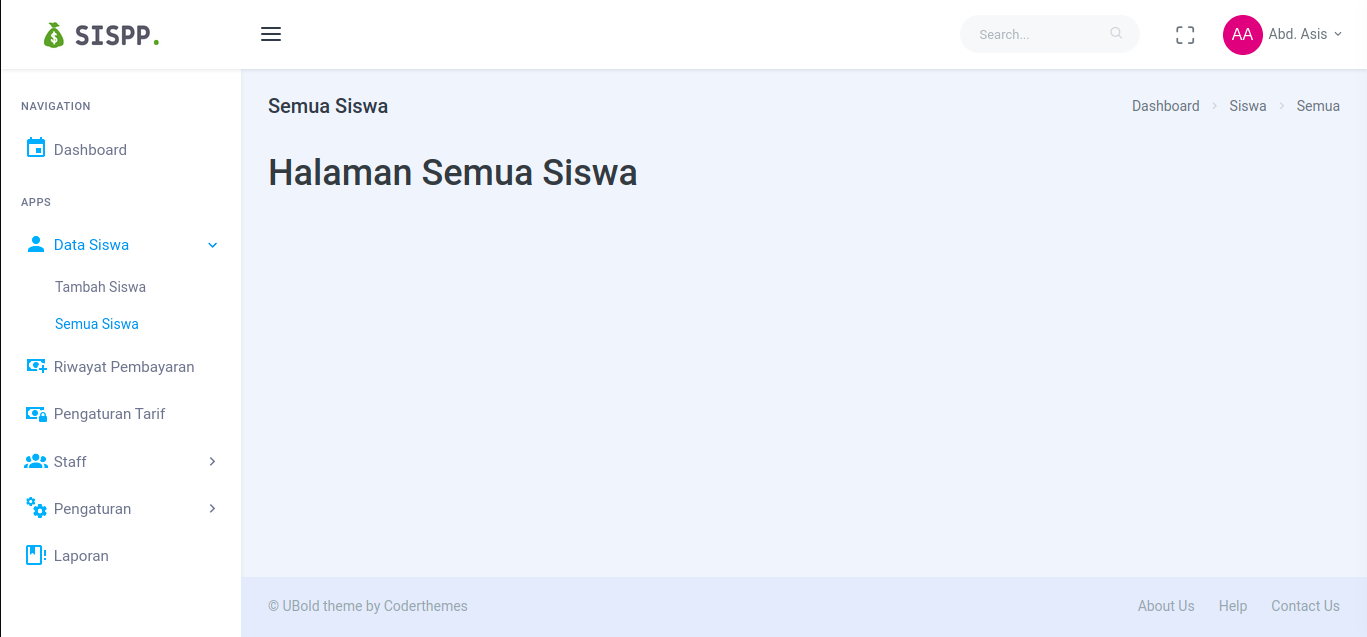 SISPP.
Search...
AA
Abd. Asis
NAVIGATION
Dashboard
APPS
Data Siswa
Tambah Siswa
Semua Siswa
Riwayat Pembayaran
Pengaturan Tarif
Staff
Pengaturan
Laporan
Semua Siswa
Dashboard > Siswa > Semua
Halaman Semua Siswa
© UBold theme by Coderthemes
About Us Help Contact Us